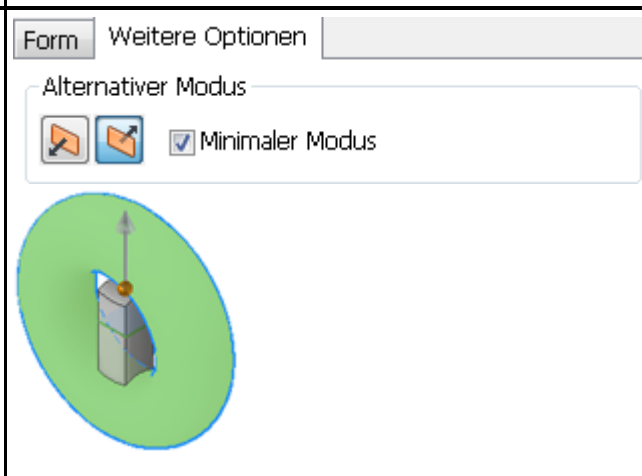 Form
Weitere Optionen
Alternativer Modus
Minimaler Modus